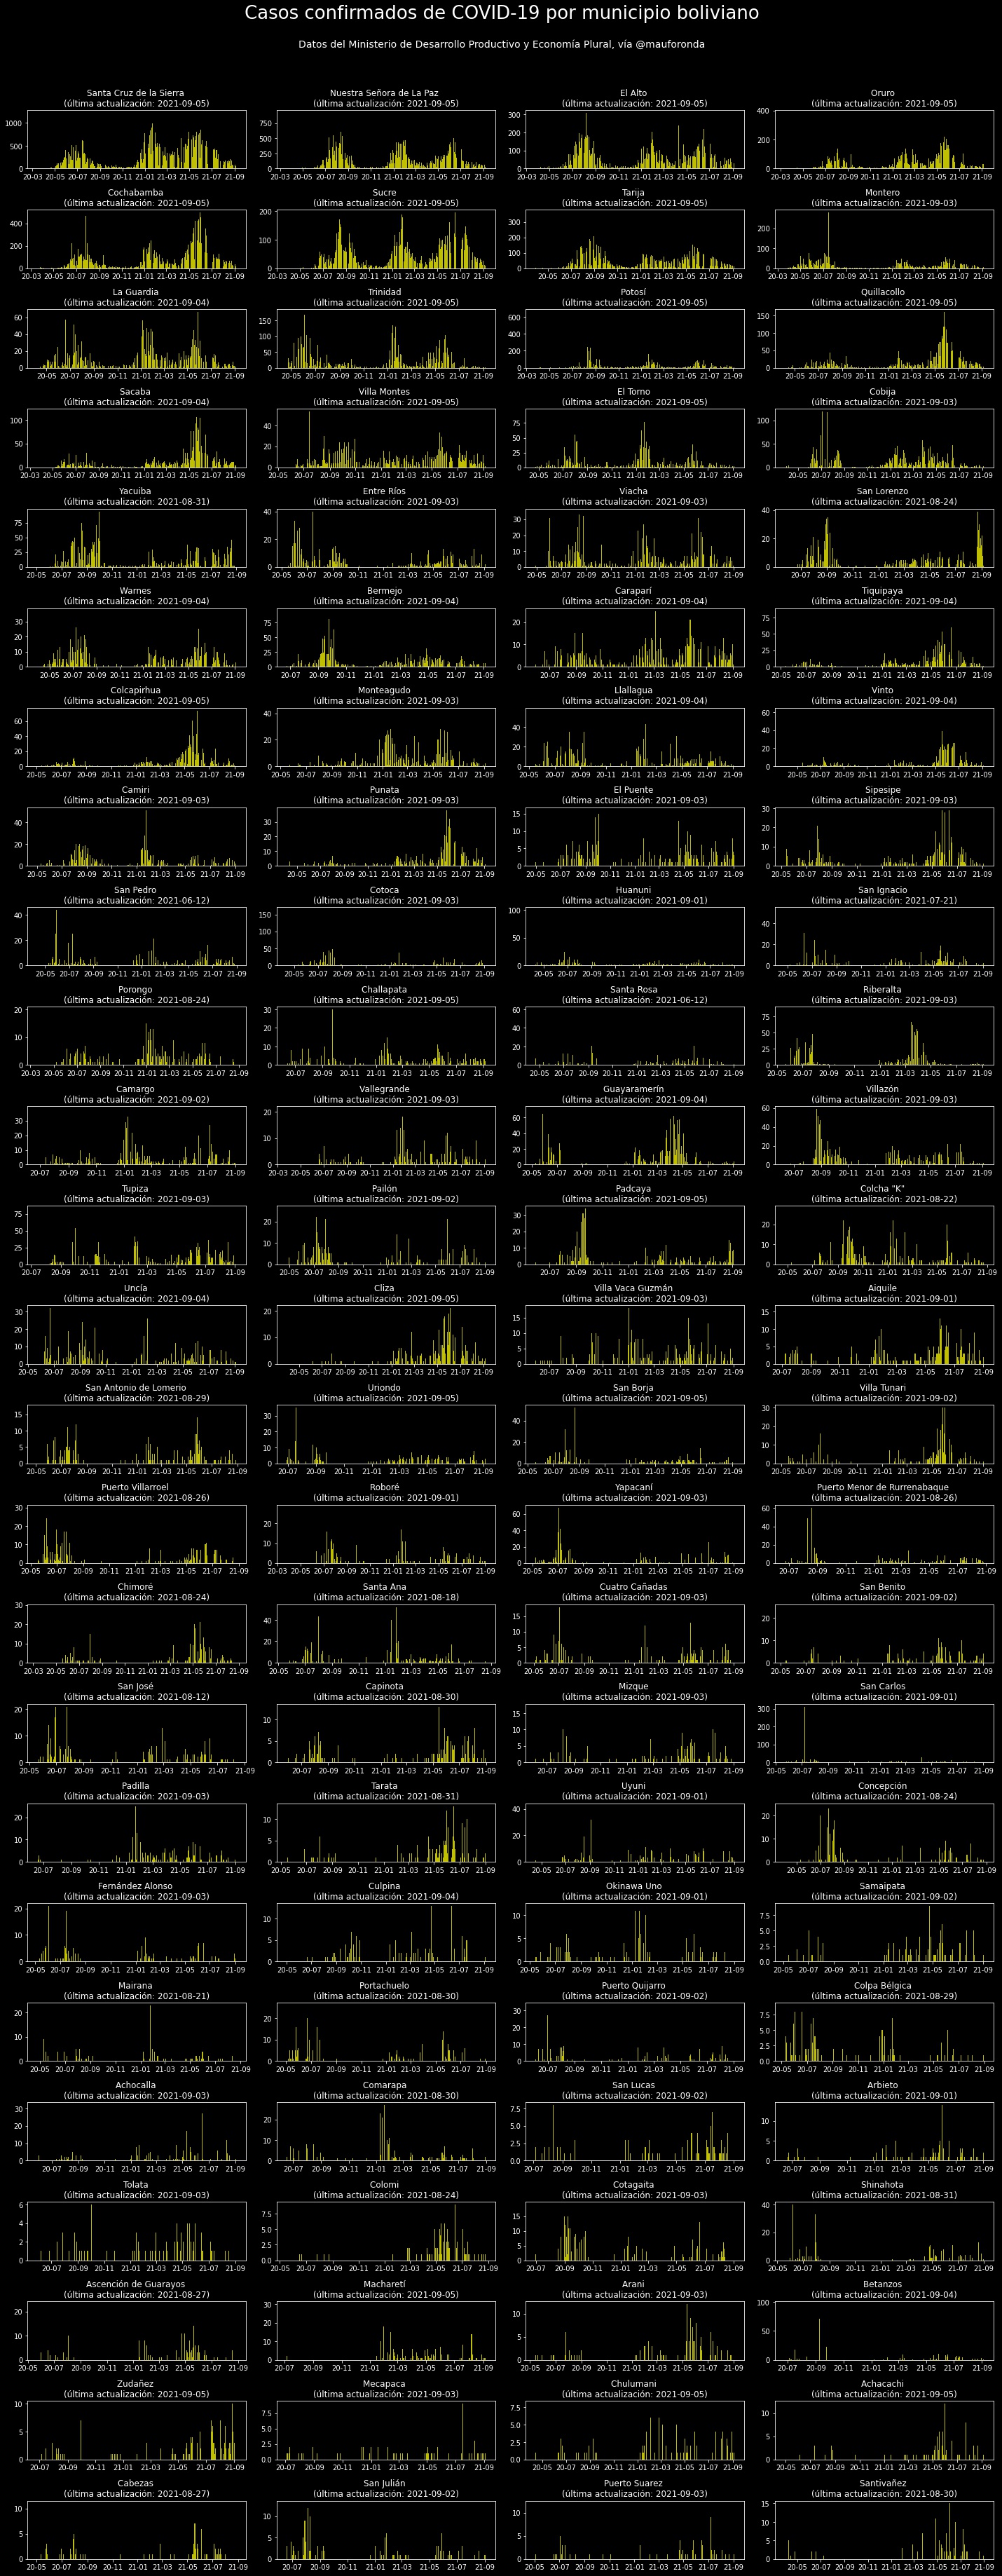 Casos confirmados de COVID-19 por municipio boliviano
Datos del Ministerio de Desarrollo Productivo y Economía Plural, vía @mauforonda
Santa Cruz de la Sierra
(última actualización: 2021-09-05)
Nuestra Señora de La Paz
(última actualización: 2021-09-05)
El Alto
(última actualización: 2021-09-05)
Oruro
(última actualización: 2021-09-05)
Cochabamba
(última actualización: 2021-09-05)
Sucre
(última actualización: 2021-09-05)
Tarija
(última actualización: 2021-09-05)
Montero
(última actualización: 2021-09-03)
La Guardia
(última actualización: 2021-09-04)
Trinidad
(última actualización: 2021-09-05)
Potosí
(última actualización: 2021-09-05)
Quillacollo
(última actualización: 2021-09-05)
Sacaba
(última actualización: 2021-09-04)
Villa Montes
(última actualización: 2021-09-05)
El Torno
(última actualización: 2021-09-05)
Cobija
(última actualización: 2021-09-03)
Yacuiba
(última actualización: 2021-08-31)
Entre Ríos
(última actualización: 2021-09-03)
Viacha
(última actualización: 2021-09-03)
San Lorenzo
(última actualización: 2021-08-24)
Warnes
(última actualización: 2021-09-04)
Bermejo
(última actualización: 2021-09-04)
Caraparí
(última actualización: 2021-09-04)
Tiquipaya
(última actualización: 2021-09-04)
Colcapirhua
(última actualización: 2021-09-05)
Monteagudo
(última actualización: 2021-09-03)
Llallagua
(última actualización: 2021-09-04)
Vinto
(última actualización: 2021-09-04)
Camiri
(última actualización: 2021-09-03)
Punata
(última actualización: 2021-09-03)
El Puente
(última actualización: 2021-09-03)
Sipesipe
(última actualización: 2021-09-03)
San Pedro
(última actualización: 2021-06-12)
Cotoca
(última actualización: 2021-09-03)
Huanuni
(última actualización: 2021-09-01)
San Ignacio
(última actualización: 2021-07-21)
Porongo
(última actualización: 2021-08-24)
Challapata
(última actualización: 2021-09-05)
Santa Rosa
(última actualización: 2021-06-12)
Riberalta
(última actualización: 2021-09-03)
Camargo
(última actualización: 2021-09-02)
Vallegrande
(última actualización: 2021-09-03)
Guayaramerín
(última actualización: 2021-09-04)
Villazón
(última actualización: 2021-09-03)
Tupiza
(última actualización: 2021-09-03)
Pailón
(última actualización: 2021-09-02)
Padcaya
(última actualización: 2021-09-05)
Colcha "K"
(última actualización: 2021-08-22)
Uncía
(última actualización: 2021-09-04)
Cliza
(última actualización: 2021-09-05)
Villa Vaca Guzmán
(última actualización: 2021-09-03)
Aiquile
(última actualización: 2021-09-01)
San Antonio de Lomerio
(última actualización: 2021-08-29)
Uriondo
(última actualización: 2021-09-05)
San Borja
(última actualización: 2021-09-05)
Villa Tunari
(última actualización: 2021-09-02)
Puerto Villarroel
(última actualización: 2021-08-26)
Roboré
(última actualización: 2021-09-01)
Yapacaní
(última actualización: 2021-09-03)
Puerto Menor de Rurrenabaque
(última actualización: 2021-08-26)
Chimoré
(última actualización: 2021-08-24)
Santa Ana
(última actualización: 2021-08-18)
Cuatro Cañadas
(última actualización: 2021-09-03)
San Benito
(última actualización: 2021-09-02)
San José
(última actualización: 2021-08-12)
Capinota
(última actualización: 2021-08-30)
Mizque
(última actualización: 2021-09-03)
San Carlos
(última actualización: 2021-09-01)
Padilla
(última actualización: 2021-09-03)
Tarata
(última actualización: 2021-08-31)
Uyuni
(última actualización: 2021-09-01)
Concepción
(última actualización: 2021-08-24)
Fernández Alonso
(última actualización: 2021-09-03)
Culpina
(última actualización: 2021-09-04)
Okinawa Uno
(última actualización: 2021-09-01)
Samaipata
(última actualización: 2021-09-02)
Mairana
(última actualización: 2021-08-21)
Portachuelo
(última actualización: 2021-08-30)
Puerto Quijarro
(última actualización: 2021-09-02)
Colpa Bélgica
(última actualización: 2021-08-29)
Achocalla
(última actualización: 2021-09-03)
Comarapa
(última actualización: 2021-08-30)
San Lucas
(última actualización: 2021-09-02)
Arbieto
(última actualización: 2021-09-01)
Tolata
(última actualización: 2021-09-03)
Colomi
(última actualización: 2021-08-24)
Cotagaita
(última actualización: 2021-09-03)
Shinahota
(última actualización: 2021-08-31)
Ascención de Guarayos
(última actualización: 2021-08-27)
Macharetí
(última actualización: 2021-09-05)
Arani
(última actualización: 2021-09-03)
Betanzos
(última actualización: 2021-09-04)
Zudañez
(última actualización: 2021-09-05)
Mecapaca
(última actualización: 2021-09-03)
Chulumani
(última actualización: 2021-09-05)
Achacachi
(última actualización: 2021-09-05)
Cabezas
(última actualización: 2021-08-27)
San Julián
(última actualización: 2021-09-02)
Puerto Suarez
(última actualización: 2021-09-03)
Santivañez
(última actualización: 2021-08-30)